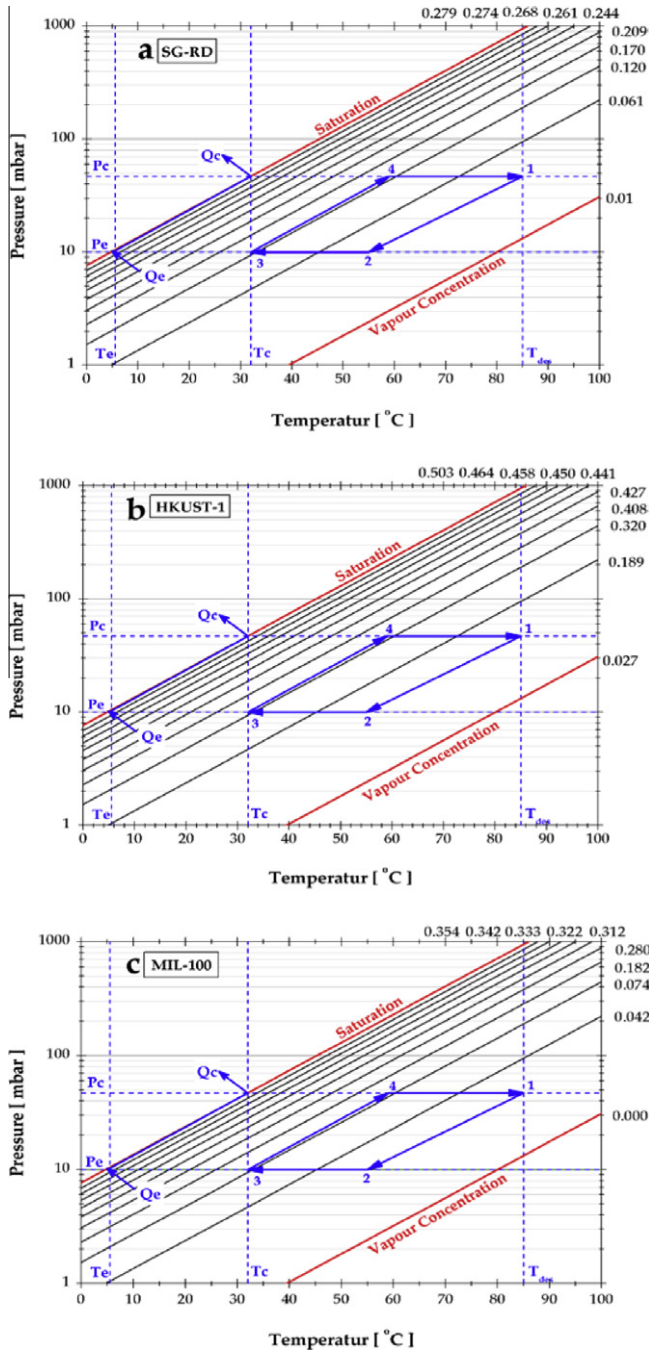 0.279 0.274 0.268 0.261 0.244
1000
a SG-RD
0.209
0.170
0.120
0.061
Saturation
100
Qc
Pc
4
1
0.01
Pressure [ mbar ]
Pe
10
3
2
Qe
Vapour Concentration
Te
Tc
T des
1
0 10 20 30 40 50 60 70 80 90 100
Temperatur [ °C ]
0.503 0.464 0.458 0.450 0.441
1000
b HKUST-1
0.427
0.408
0.320
0.189
Saturation
100
Qc
Pc
4
1
0.027
Pressure [ mbar ]
Pe
10
3
2
Qe
Vapour Concentration
Te
Tc
T des
1
0 10 20 30 40 50 60 70 80 90 100
Temperatur [ °C ]
0.354 0.342 0.333 0.322 0.312
1000
c MIL-100
0.280
0.182
0.074
0.042
Saturation
100
Qc
Pc
4
1
0.000
Pressure [ mbar ]
Pe
10
3
2
Qe
Vapour Concentration
Te
Tc
T des
1
0 10 20 30 40 50 60 70 80 90 100
Temperatur [ °C ]